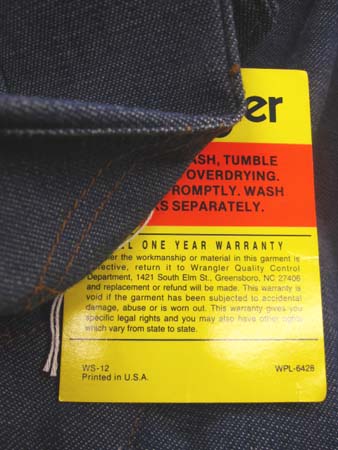 er
ASH, TUMBLE
OVERDRYING.
PROMPTLY. WASH
KS SEPARATELY.
ONE YEAR WARRANTY
the workmanship or material in this garment is
return it to Wrangler Quality Control
Department, 1421 South Elm St., Greensboro, NC 27406
and replacement or refund will be made. This warranty is
void if the garment has been subjected to accidental
damage, abuse or is worn out. This warranty gives you
specific legal rights and you may also have other rights
which vary from state to state.
WS-12
WPL-6428
Printed in U.S.A.